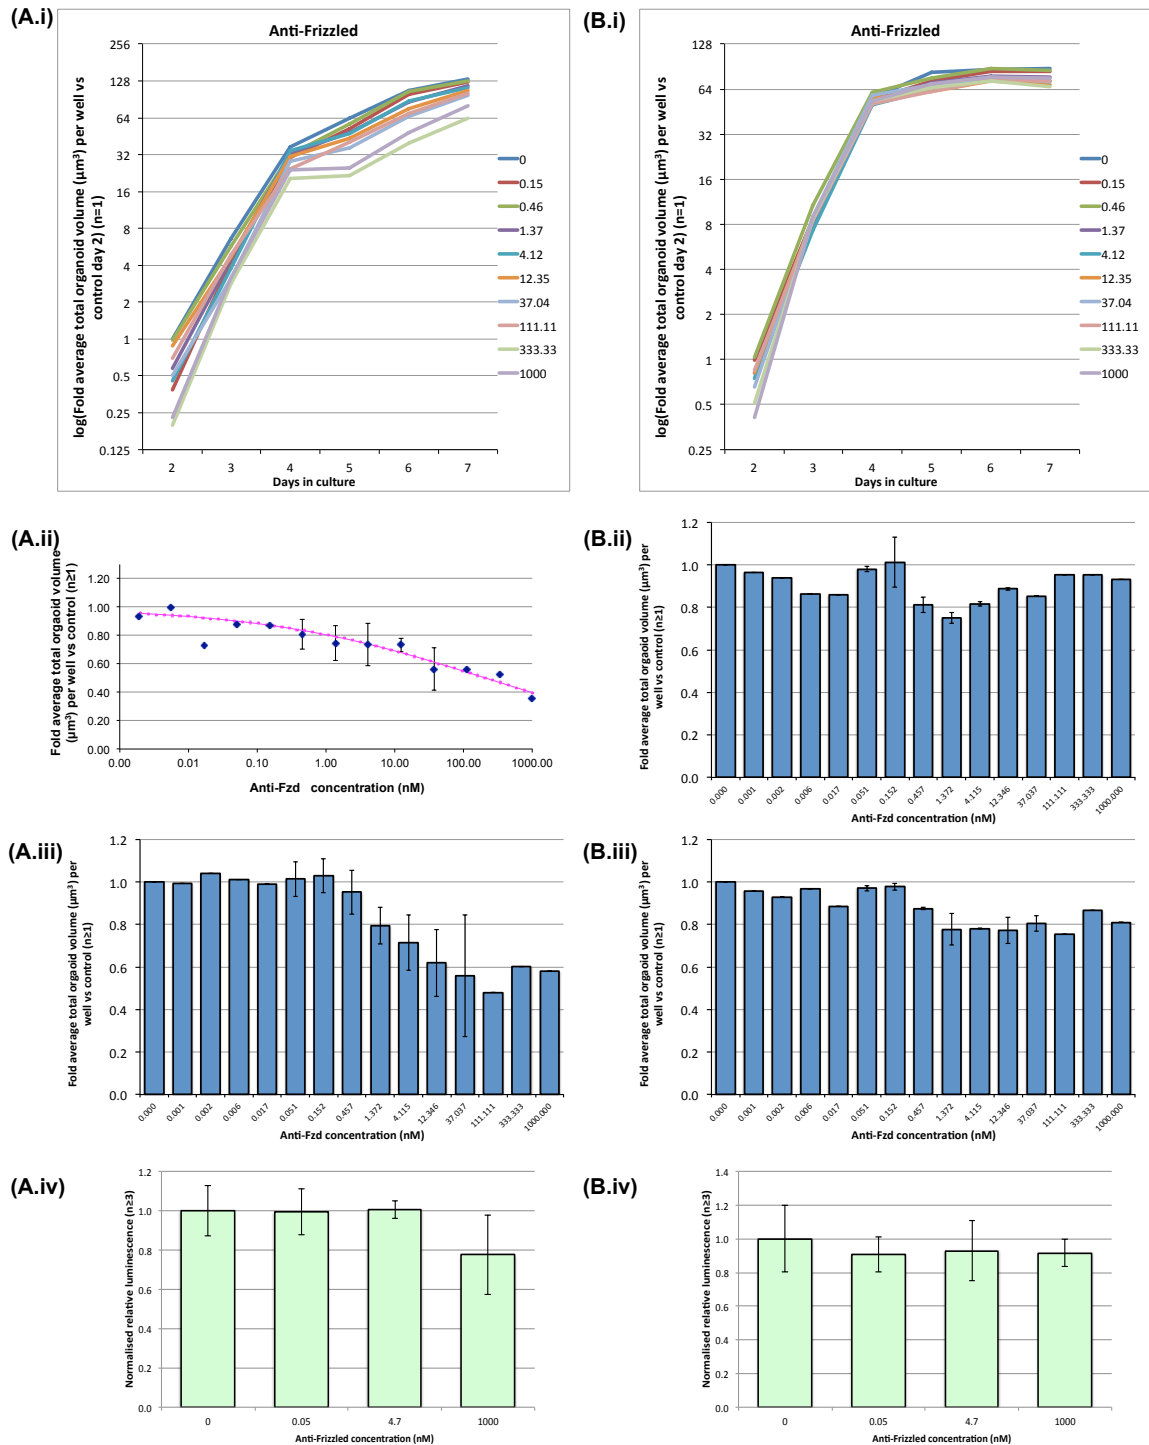 (A.i)
Anti-Frizzled
log(Fold average total organoid volume (μm³) per well vs
control day 2) (n=1)
256
128
64
32
16
8
4
2
1
0.5
0.25
0.125
2 3 4 5 6 7
Days in culture
0
0.15
0.46
1.37
4.12
12.35
37.04
111.11
333.33
1000
(B.i)
Anti-Frizzled
log(Fold average total organoid volume (μm³) per well vs
control day 2) (n=1)
128
64
32
16
8
4
2
1
0.5
0.25
2 3 4 5 6 7
Days in culture
0
0.15
0.46
1.37
4.12
12.35
37.04
111.11
333.33
1000
(A.ii)
Fold average total orgaoid volume
(μm³) per well vs control (n≥1)
1.20
1.00
0.80
0.60
0.40
0.20
0.00
0.00 0.01 0.10 1.00 10.00 100.00 1000.00
Anti-Fzd concentration (nM)
(B.ii)
Fold average total orgaoid volume (μm³) per
well vs control (n≥1)
1.2
1.0
0.8
0.6
0.4
0.2
0.0
0.000 0.001 0.002 0.006 0.017 0.051 0.152 0.457 1.372 4.115 12.346 37.037 111.111 333.333 1000.000
Anti-Fzd concentration (nM)
(A.iii)
Fold average total orgaoid volume (μm³) per
well vs control (n≥1)
1.2
1.0
0.8
0.6
0.4
0.2
0.0
0.000 0.001 0.002 0.006 0.017 0.051 0.152 0.457 1.372 4.115 12.346 37.037 111.111 333.333 1000.000
Anti-Fzd concentration (nM)
(B.iii)
Fold average total orgaoid volume (μm³) per
well vs control (n≥1)
1.2
1.0
0.8
0.6
0.4
0.2
0.0
0.000 0.001 0.002 0.006 0.017 0.051 0.152 0.457 1.372 4.115 12.346 37.037 111.111 333.333 1000.000
Anti-Fzd concentration (nM)
(A.iv)
Normalised relative luminescence (n≥3)
1.2
1.0
0.8
0.6
0.4
0.2
0.0
0 0.05 4.7 1000
Anti-Frizzled concentration (nM)
(B.iv)
Normalised relative luminescence (n≥3)
1.4
1.2
1.0
0.8
0.6
0.4
0.2
0.0
0 0.05 4.7 1000
Anti-Frizzled concentration (nM)